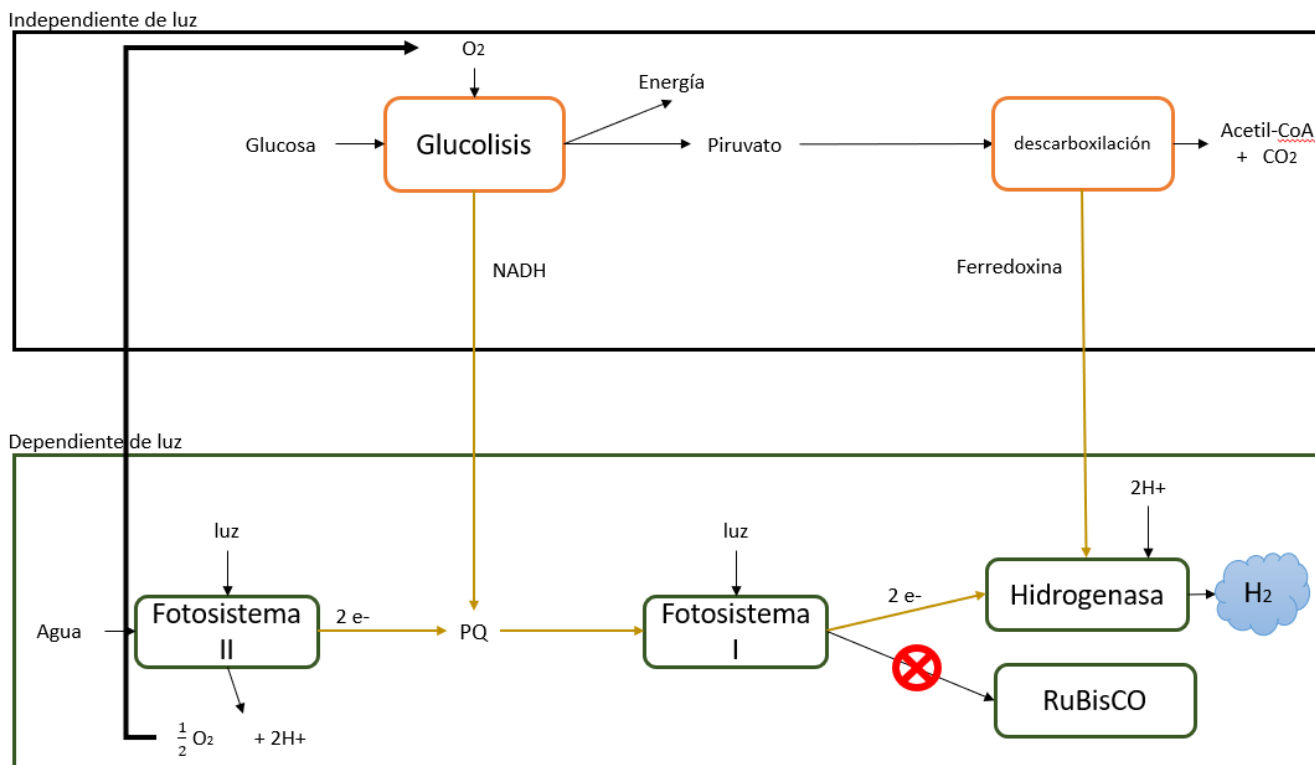 Independiente de luz
O2
Energía
Glucosa
Glucolisis
Piruvato
descarboxilación
Acetil-CoA
+ CO2
NADH
Ferredoxina
Dependiente de luz
2H+
luz
luz
Agua
Fotosistema
II
2 e-
PQ
Fotosistema
I
2 e-
Hidrogenasa
H2
RuBisCO
1/2 O2 + 2H+